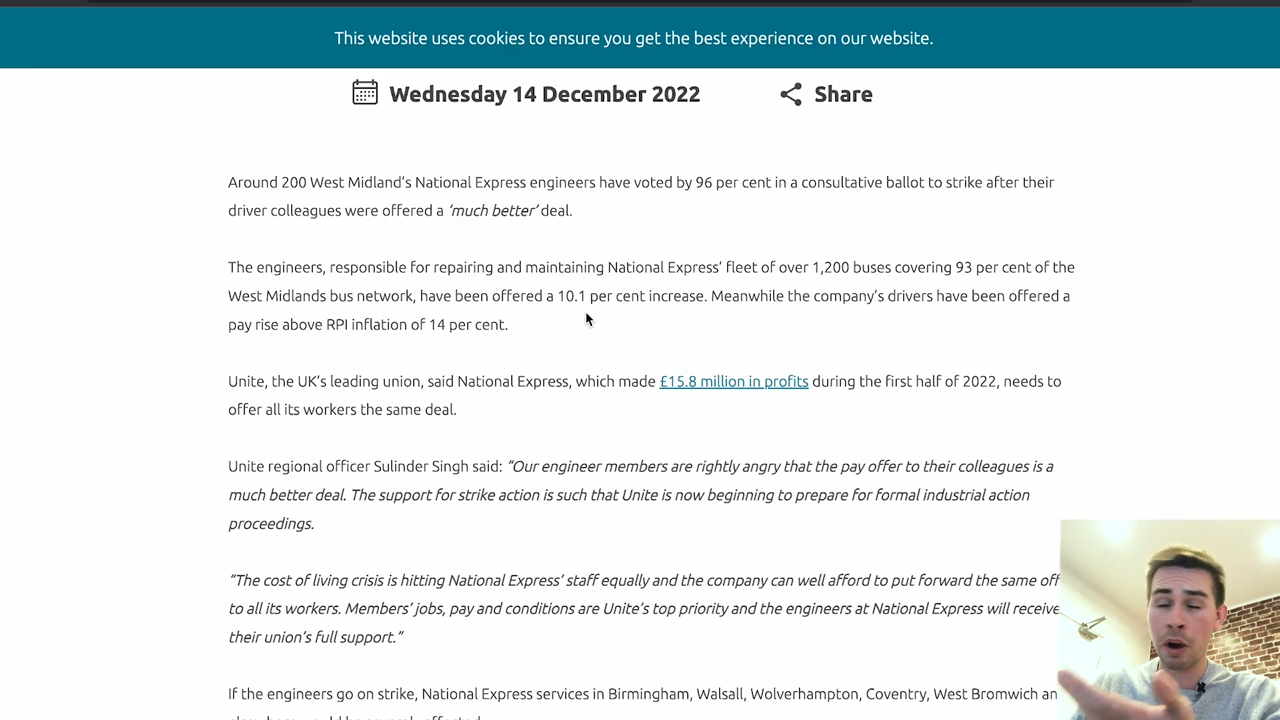 This website uses cookies to ensure you get the best experience on our website.
Wednesday 14 December 2022
Share
Around 200 West Midland’s National Express engineers have voted by 96 per cent in a consultative ballot to strike after their
driver colleagues were offered a ‘much better’ deal.
The engineers, responsible for repairing and maintaining National Express’ fleet of over 1,200 buses covering 93 per cent of the
West Midlands bus network, have been offered a 10.1 per cent increase. Meanwhile the company’s drivers have been offered a
pay rise above RPI inflation of 14 per cent.
Unite, the UK’s leading union, said National Express, which made £15.8 million in profits during the first half of 2022, needs to
offer all its workers the same deal.
Unite regional officer Sulinder Singh said: “Our engineer members are rightly angry that the pay offer to their colleagues is a
much better deal. The support for strike action is such that Unite is now beginning to prepare for formal industrial action
proceedings.
“The cost of living crisis is hitting National Express’ staff equally and the company can well afford to put forward the same off
to all its workers. Members’ jobs, pay and conditions are Unite’s top priority and the engineers at National Express will receive
their union’s full support.”
If the engineers go on strike, National Express services in Birmingham, Walsall, Wolverhampton, Coventry, West Bromwich an